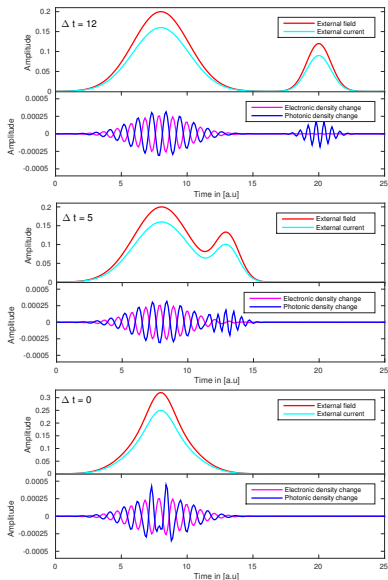 Δ t = 12
External field
External current
Amplitude
0.2
0.15
0.1
0.05
0
Electronic density change
Photonic density change
Amplitude
0.0005
0.00025
0
-0.00025
-0.0005
0 5 10 15 20 25
Time in [a.u]
Δ t = 5
External field
External current
Amplitude
0.2
0.15
0.1
0.05
0
Electronic density change
Photonic density change
Amplitude
0.0005
0.00025
0
-0.00025
-0.0005
0 5 10 15 20 25
Time in [a.u]
Δ t = 0
External field
External current
Amplitude
0.3
0.25
0.2
0.15
0.1
0.05
0
Electronic density change
Photonic density change
Amplitude
0.0005
0.00025
0
-0.00025
-0.0005
0 5 10 15 20 25
Time in [a.u]